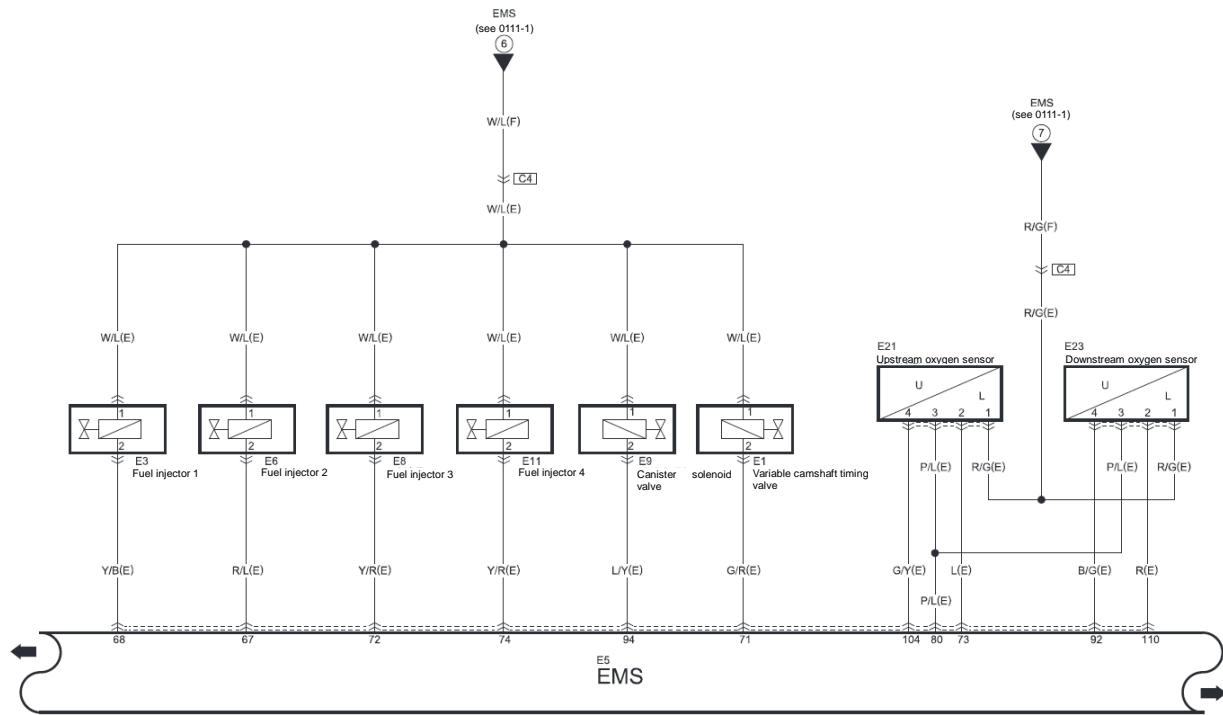 EMS
(see 0111-1)
6
W/L(F)
C4
W/L(E)
EMS
(see 0111-1)
7
R/G(F)
C4
R/G(E)
W/L(E) W/L(E) W/L(E) W/L(E) W/L(E) W/L(E)
1 1 1 1 1 1
2 2 2 2 2 2
E3
Fuel injector 1
E6
Fuel injector 2
E8
Fuel injector 3
E11
Fuel injector 4
E9
Canister solenoid
valve
E1
Variable camshaft timing
valve
E21
Upstream oxygen sensor
U
L
4 3 2 1
E23
Downstream oxygen sensor
U
L
4 3 2 1
P/L(E) R/G(E) P/L(E) R/G(E)
Y/B(E) R/L(E) Y/R(E) Y/R(E) L/Y(E) G/R(E) G/Y(E) L(E) B/G(E) R(E)
P/L(E)
68 67 72 74 94 71 104 80 73 92 110
E5
EMS